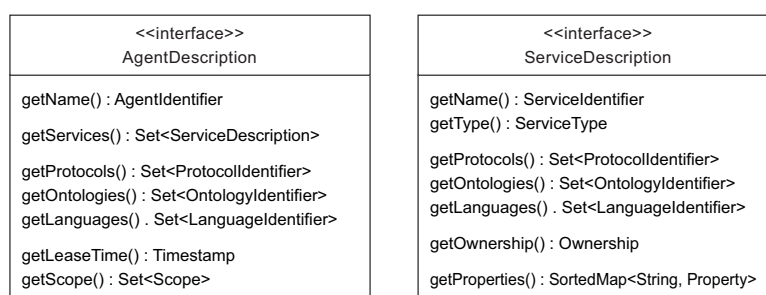 <<interface>>
AgentDescription
getName() : AgentIdentifier
getServices() : Set<ServiceDescription>
getProtocols() : Set<ProtocolIdentifier>
getOntologies() : Set<OntologyIdentifier>
getLanguages() . Set<LanguageIdentifier>
getLeaseTime() : Timestamp
getScope() : Set<Scope>
<<interface>>
ServiceDescription
getName() : ServiceIdentifier
getType() : ServiceType
getProtocols() : Set<ProtocolIdentifier>
getOntologies() : Set<OntologyIdentifier>
getLanguages() . Set<LanguageIdentifier>
getOwnership() : Ownership
getProperties() : SortedMap<String, Property>